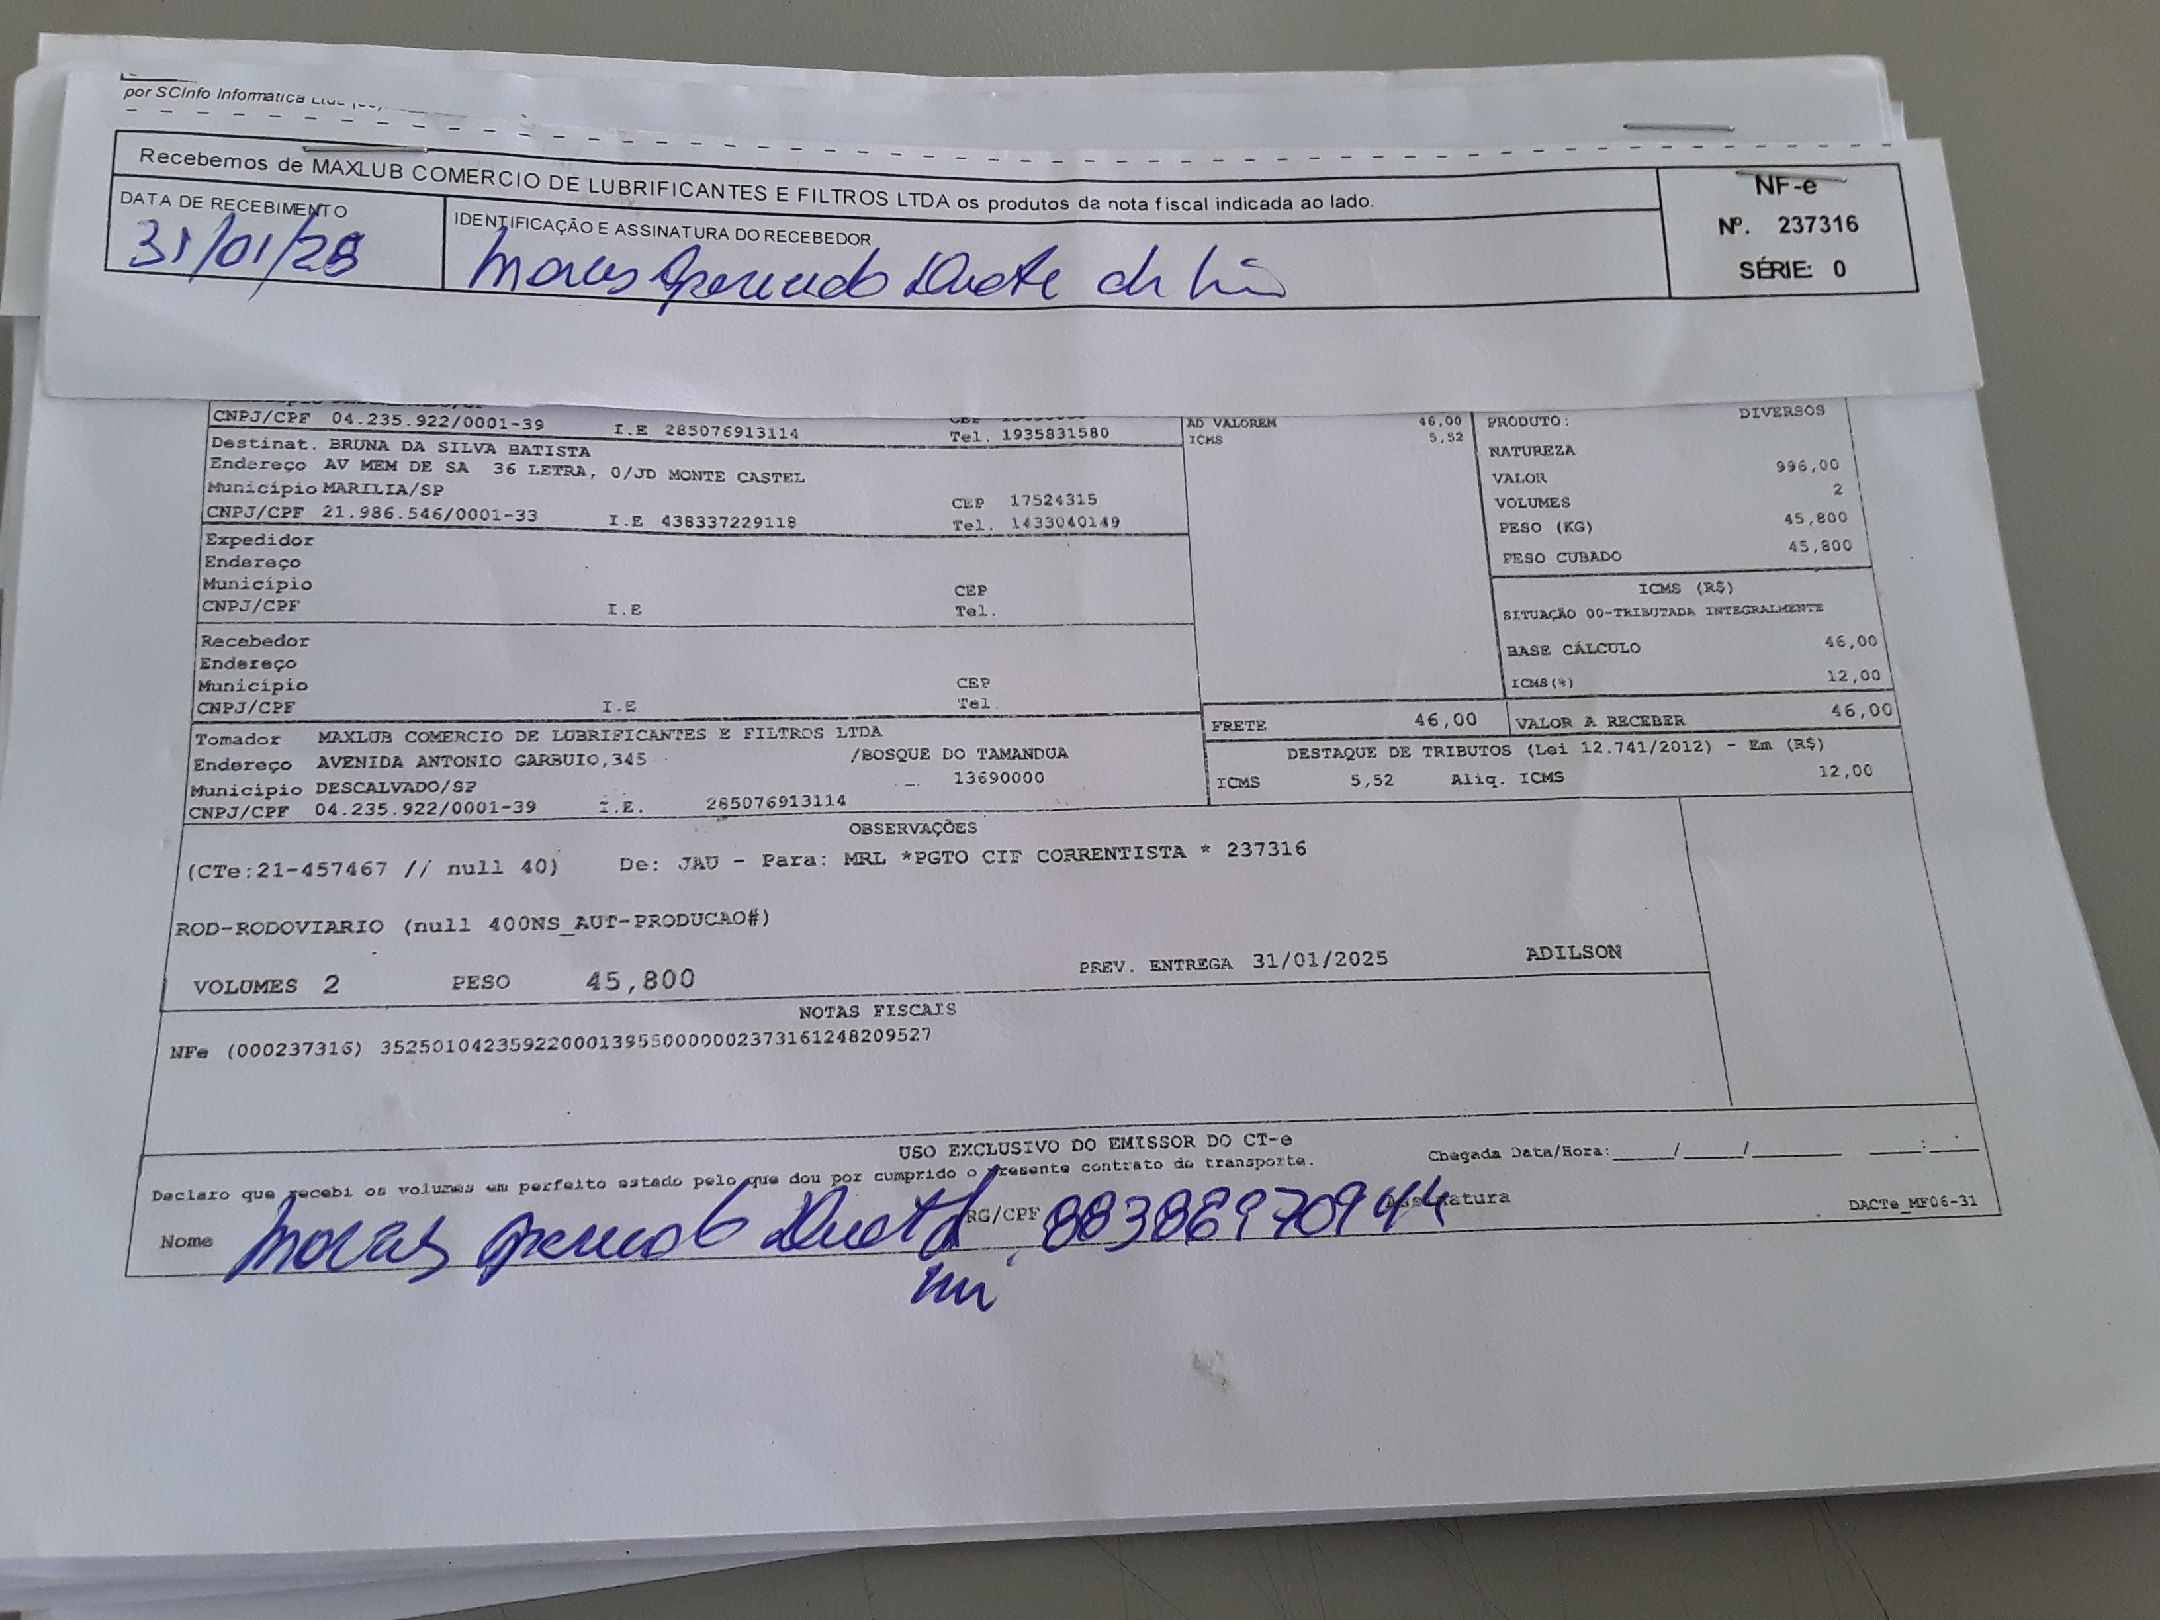 por SCInfo Informatica Ltda
Recebemos de MAXLUB COMERCIO DE LUBRIFICANTES E FILTROS LTDA os produtos da nota fiscal indicada ao lado.
DATA DE RECEBIMENTO
31/01/25
IDENTIFICAÇÃO E ASSINATURA DO RECEBEDOR
NF-e
Nº. 237316
SÉRIE: 0
CNPJ/CPF 04.235.922/0001-39 I.E 285076913114 Tel. 1935831580
Destinat. BRUNA DA SILVA BATISTA
Endereço AV MEM DE SA 36 LETRA, 0/JD MONTE CASTEL
Município MARILIA/SP CEP 17524315
CNPJ/CPF 21.986.546/0001-33 I.E 438337229118 Tel. 1433040149
Expedidor
Endereço
Município CEP
CNPJ/CPF I.E Tel.
Recebedor
Endereço
Município CEP
CNPJ/CPF I.E Tel.
Tomador MAXLUB COMERCIO DE LUBRIFICANTES E FILTROS LTDA
Endereço AVENIDA ANTONIO GARBUIO,345 /BOSQUE DO TAMANDUA
Município DESCALVADO/SP 13690000
CNPJ/CPF 04.235.922/0001-39 I.E. 285076913114
AD VALOREM 46,00
ICMS 5,52
PRODUTO: DIVERSOS
NATUREZA
VALOR 996,00
VOLUMES 2
PESO (KG) 45,800
PESO CUBADO 45,800
ICMS (R$)
SITUAÇÃO 00-TRIBUTADA INTEGRALMENTE
BASE CÁLCULO 46,00
ICMS(%) 12,00
FRETE 46,00 VALOR A RECEBER 46,00
DESTAQUE DE TRIBUTOS (Lei 12.741/2012) - Em (R$)
ICMS 5,52 Aliq. ICMS 12,00
OBSERVAÇÕES
(CTe:21-457467 // null 40) De: JAU - Para: MRL *PGTO CIF CORRENTISTA * 237316
ROD-RODOVIARIO (null 400NS_AUT-PRODUCAO#)
VOLUMES 2 PESO 45,800 PREV. ENTREGA 31/01/2025 ADILSON
NOTAS FISCAIS
NFe (000237316) 35250104235922000139550000002373161248209527
USO EXCLUSIVO DO EMISSOR DO CT-e
Declaro que recebi os volumes em perfeito estado pelo que dou por cumprido o presente contrato de transporte.
Chegada Data/Hora:____/____/______ ____:____
Nome RG/CPF 88386970944 Assinatura
DACTe_MF06-31